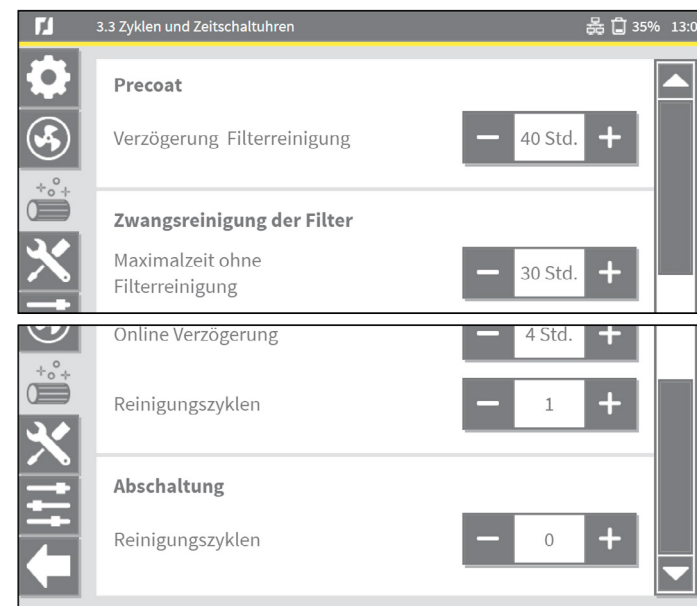 3.3 Zyklen und Zeitschaltuhren 35% 13:0
Precoat
Verzögerung Filterreinigung 40 Std.
Zwangsreinigung der Filter
Maximalzeit ohne
Filterreinigung 30 Std.
Online Verzögerung 4 Std.
Reinigungszyklen 1
Abschaltung
Reinigungszyklen 0